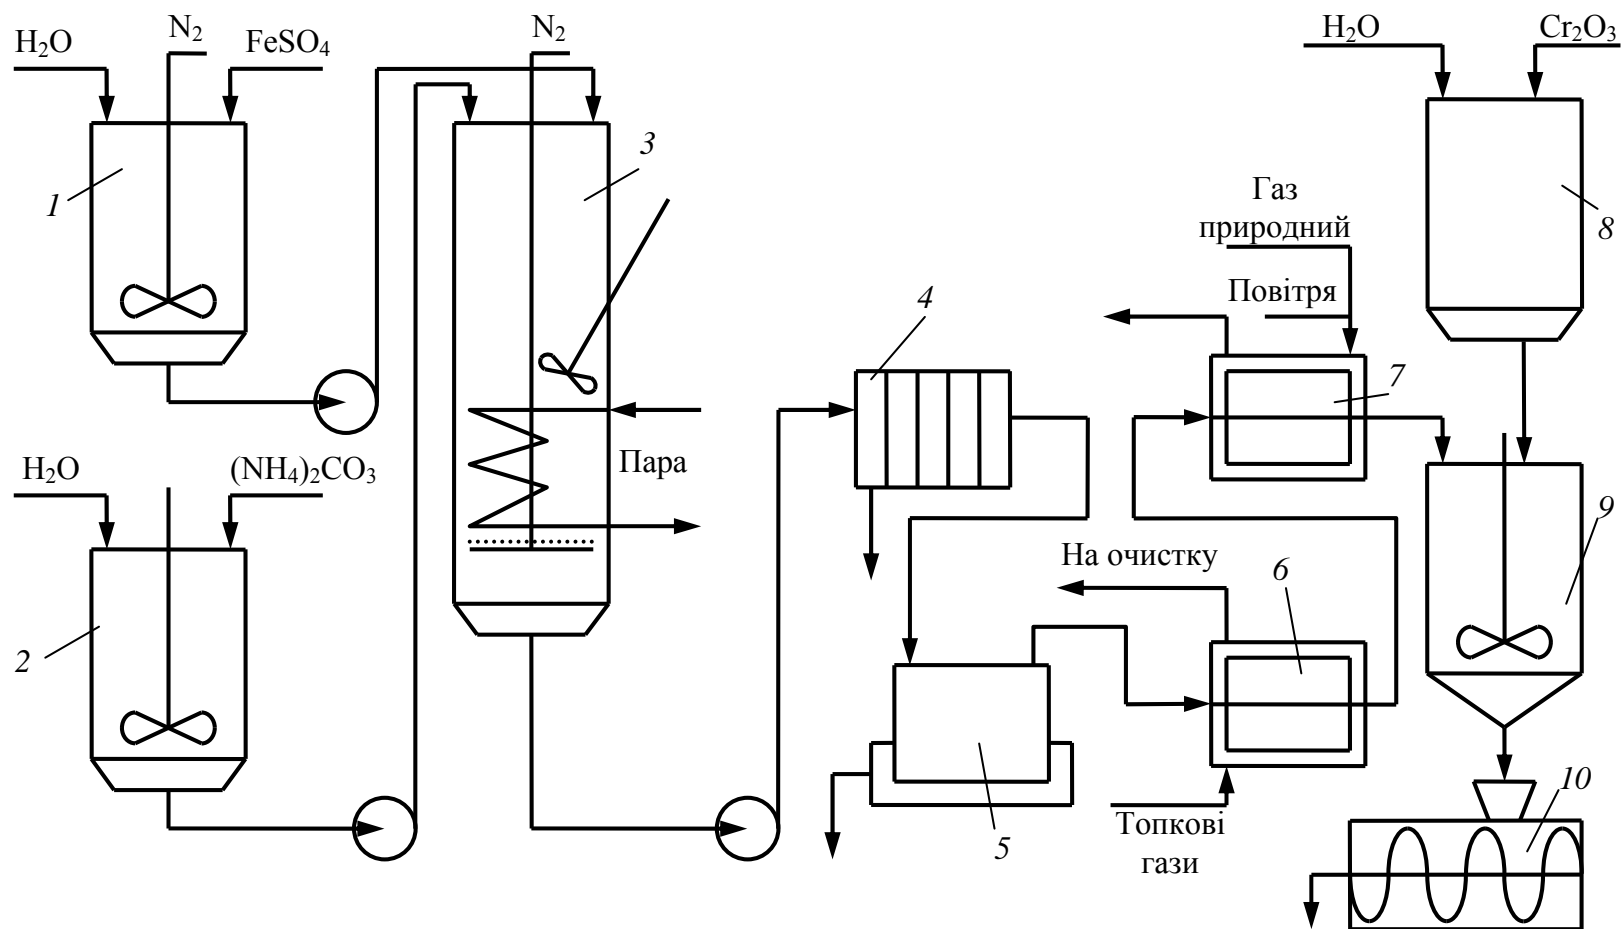 H₂O
N₂
FeSO₄
N₂
H₂O
Cr₂O₃
1
3
Газ
природний
8
Повітря
4
7
H₂O
(NH₄)₂CO₃
Пара
9
На очистку
6
2
Топкові
гази
5
10